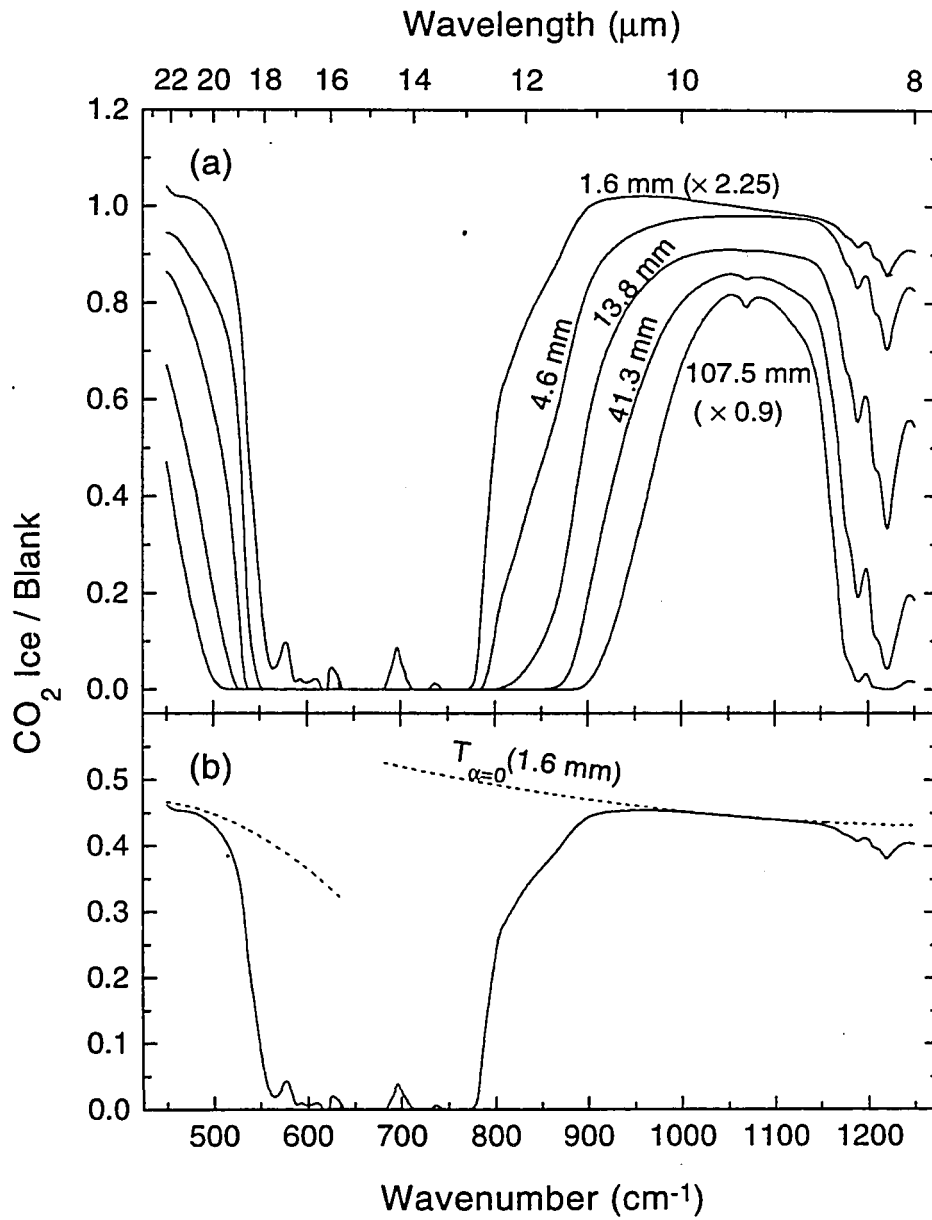 Wavelength (μm)
22 20 18 16 14 12 10 8
1.2
(a)
1.6 mm (× 2.25)
1.0
4.6 mm
13.8 mm
41.3 mm
107.5 mm
(× 0.9)
0.8
0.6
0.4
0.2
0.0
CO2 Ice / Blank
(b)
Tα=0(1.6 mm)
0.5
0.4
0.3
0.2
0.1
0.0
500 600 700 800 900 1000 1100 1200
Wavenumber (cm-1)